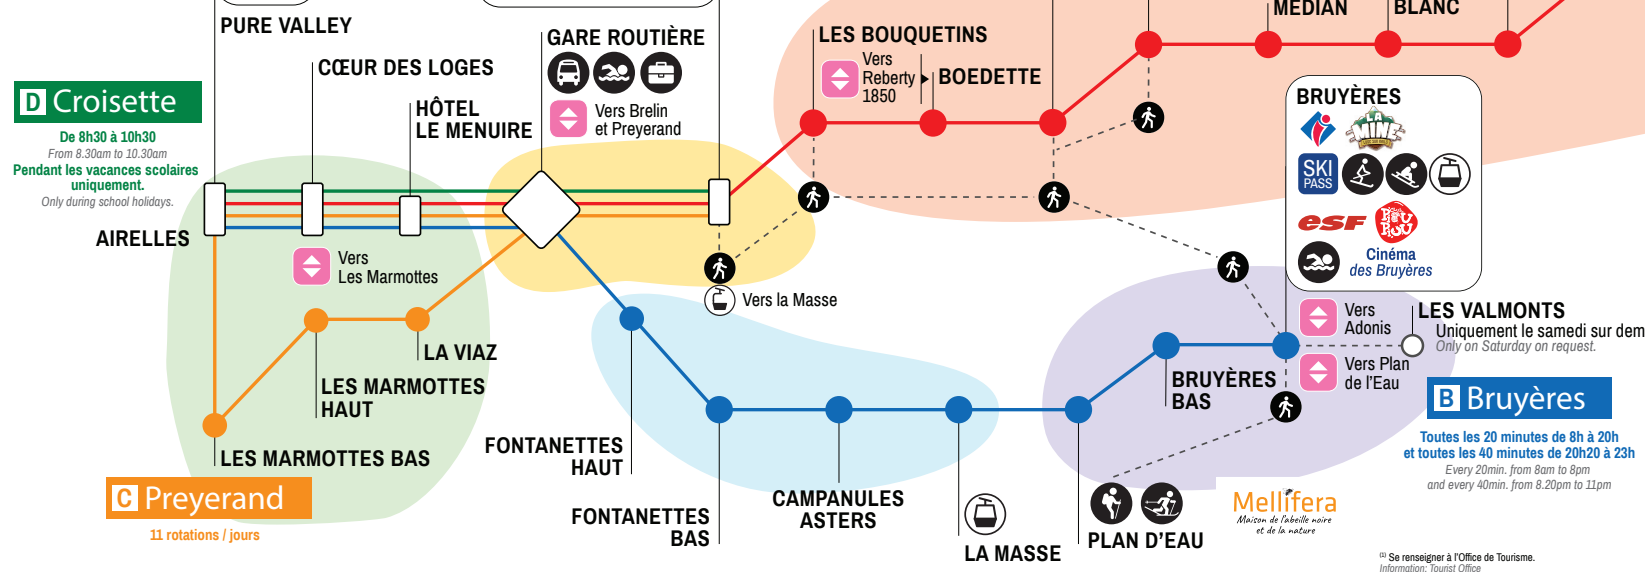 PURE VALLEY
CŒUR DES LOGES
HÔTEL
LE MENUIRE
GARE ROUTIÈRE
Vers Brelin
et Preyerand
D Croisette
De 8h30 à 10h30
From 8.30am to 10.30am
Pendant les vacances scolaires
uniquement.
Only during school holidays.
AIRELLES
Vers
Les Marmottes
LA VIAZ
LES MARMOTTES
HAUT
LES MARMOTTES BAS
C Preyerand
11 rotations / jours
LES BOUQUETINS
Vers
Reberty
1850
BOEDETTE
MEDIAN
BLANC
Vers la Masse
FONTANETTES
HAUT
FONTANETTES
BAS
CAMPANULES
ASTERS
LA MASSE
PLAN D'EAU
BRUYÈRES
BAS
BRUYÈRES
LA
MINE
SKI
PASS
esf
PIOU
PIOU
Cinéma
des Bruyères
Vers
Adonis
Vers Plan
de l'Eau
LES VALMONTS
Uniquement le samedi sur dem
Only on Saturday on request.
B Bruyères
Toutes les 20 minutes de 8h à 20h
et toutes les 40 minutes de 20h20 à 23h
Every 20min. from 8am to 8pm
and every 40min. from 8.20pm to 11pm
Mellifera
Maison de l'abeille noire
et de la nature
(1) Se renseigner à l'Office de Tourisme.
Information: Tourist Office